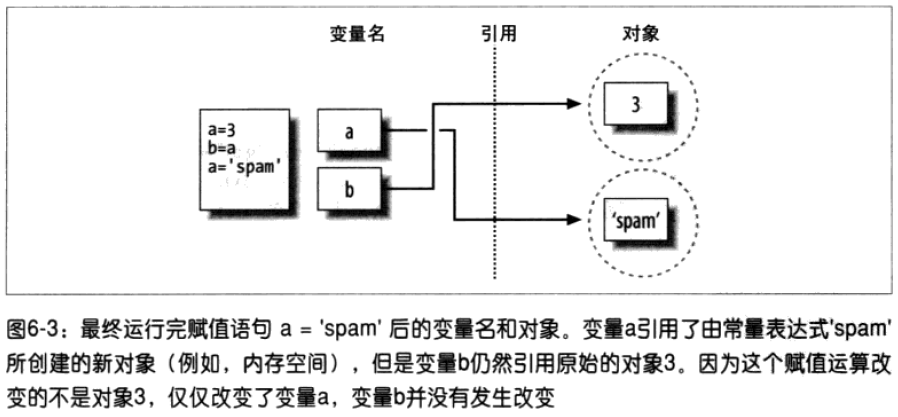 变量名 引用 对象
a=3
b=a
a='spam'
a
b
3
'spam'
图6-3：最终运行完赋值语句 a = 'spam' 后的变量名和对象。变量a引用了由常量表达式'spam'
所创建的新对象（例如，内存空间），但是变量b仍然引用原始的对象3。因为这个赋值运算改
变的不是对象3，仅仅改变了变量a，变量b并没有发生改变